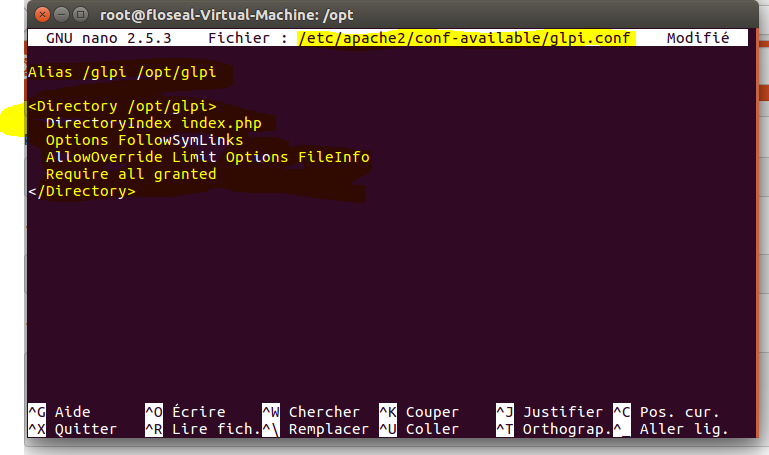 root@floseal-Virtual-Machine: /opt
GNU nano 2.5.3 Fichier : /etc/apache2/conf-available/glpi.conf Modifié
Alias /glpi /opt/glpi
<Directory /opt/glpi>
DirectoryIndex index.php
Options FollowSymLinks
AllowOverride Limit Options FileInfo
Require all granted
</Directory>
^G Aide ^O Écrire ^W Chercher ^K Couper ^J Justifier ^C Pos. cur.
^X Quitter ^R Lire fich. ^\ Remplacer ^U Coller ^T Orthograp. ^_ Aller lig.